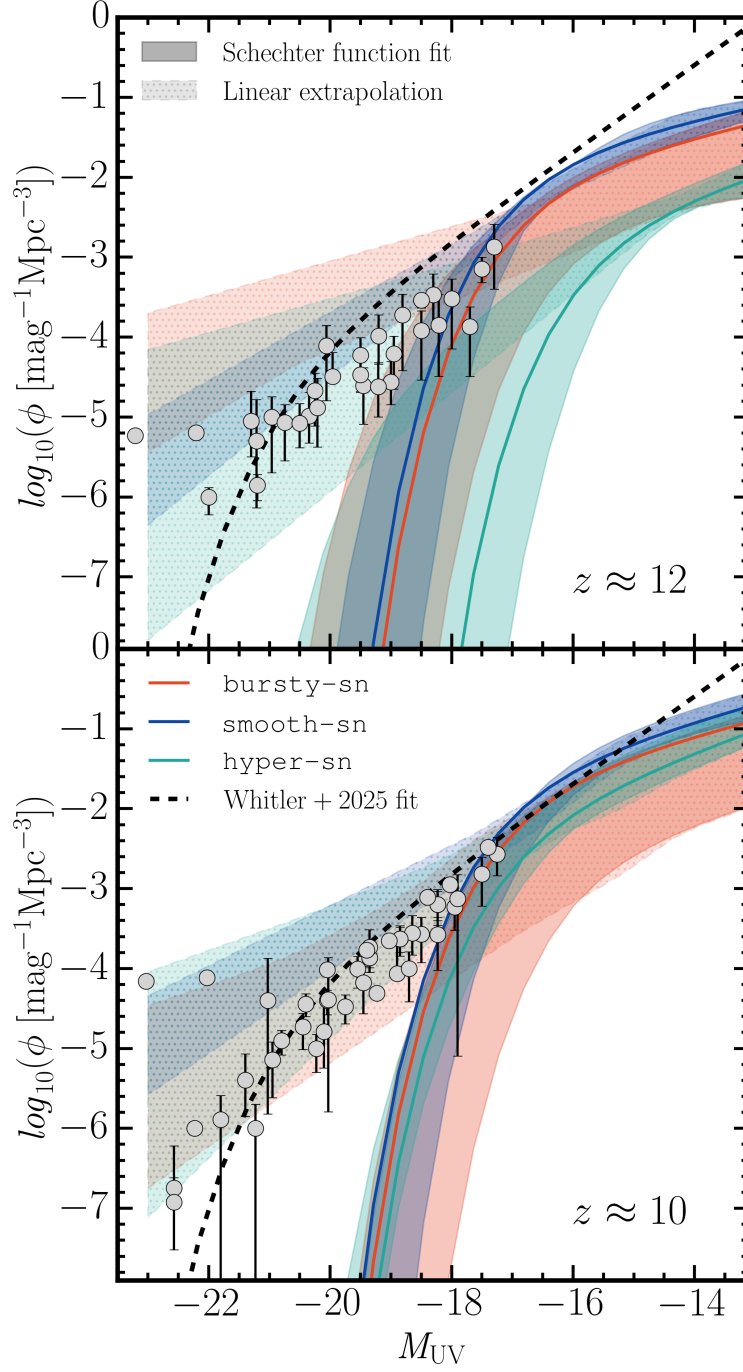 0
Schechter function fit
−1
Linear extrapolation
−2
−3
−4
−5
−6
−7
log₁₀(ϕ [mag⁻¹Mpc⁻³])
z ≈ 12
0
bursty-sn
−1
smooth-sn
hyper-sn
−2
Whitler + 2025 fit
−3
−4
−5
−6
−7
log₁₀(ϕ [mag⁻¹Mpc⁻³])
z ≈ 10
−22 −20 −18 −16 −14
M_UV